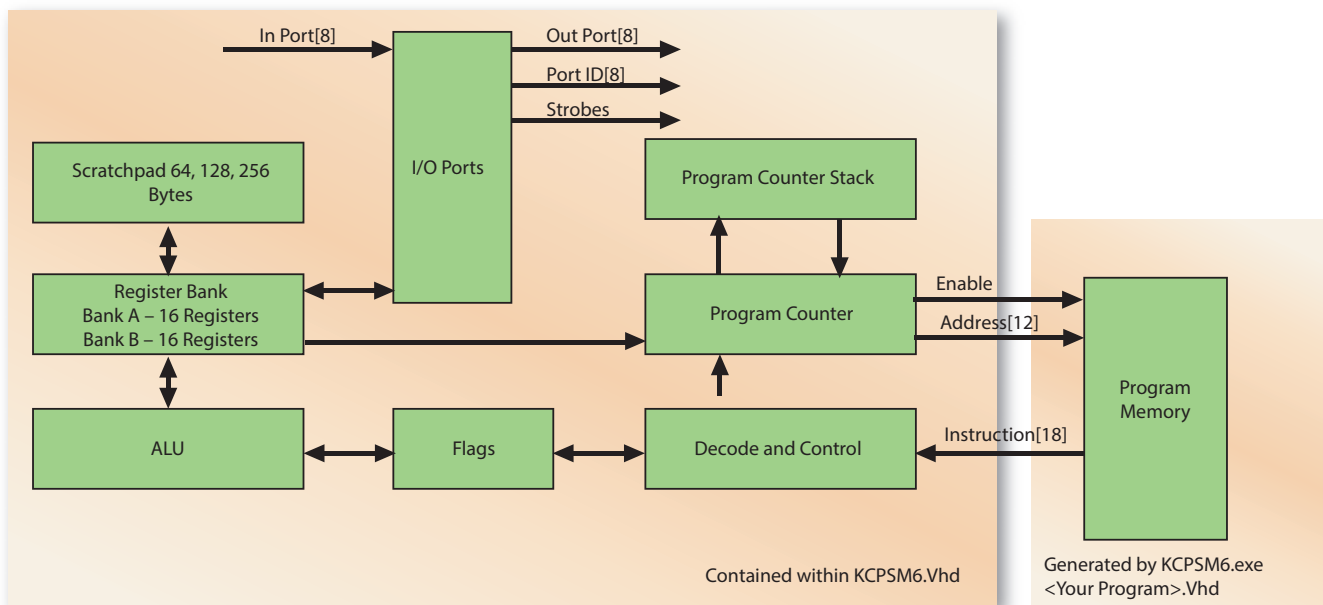 In Port[8]
Out Port[8]
Port ID[8]
Strobes
I/O Ports
Scratchpad 64, 128, 256
Bytes
Program Counter Stack
Register Bank
Bank A – 16 Registers
Bank B – 16 Registers
Program Counter
Enable
Address[12]
Program
Memory
ALU
Flags
Decode and Control
Instruction[18]
Contained within KCPSM6.Vhd
Generated by KCPSM6.exe
<Your Program>.Vhd